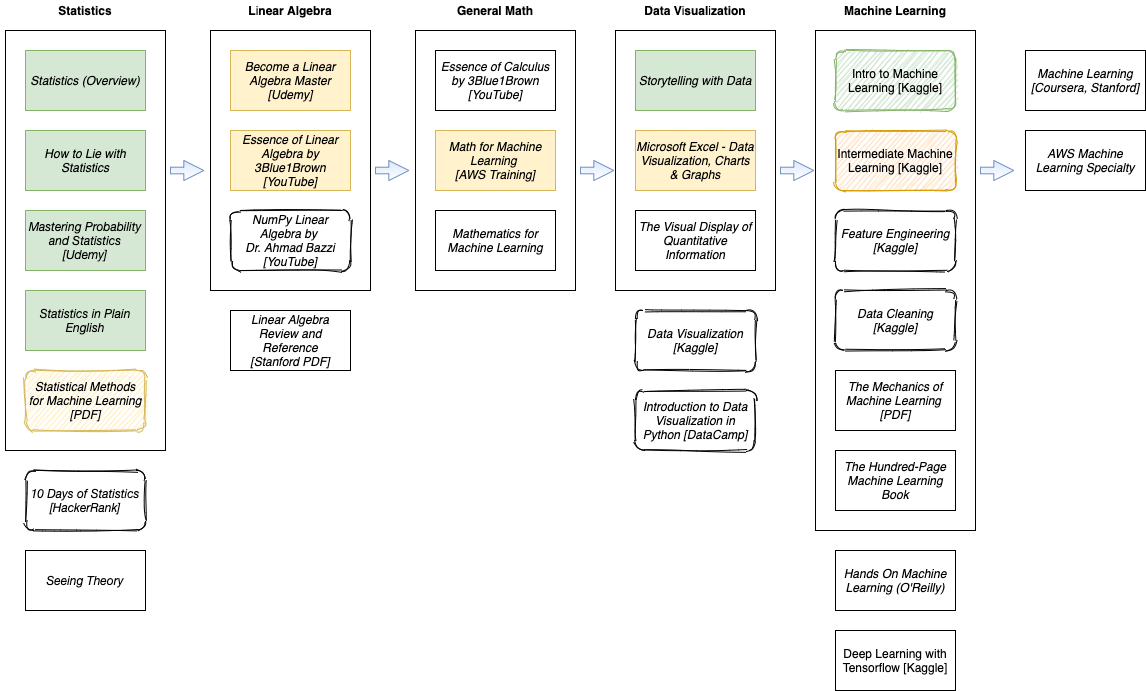 Statistics
Statistics (Overview)
How to Lie with
Statistics
Mastering Probability
and Statistics
[Udemy]
Statistics in Plain
English
Statistical Methods
for Machine Learning
[PDF]
10 Days of Statistics
[HackerRank]
Seeing Theory
Linear Algebra
Become a Linear
Algebra Master
[Udemy]
Essence of Linear
Algebra by
3Blue1Brown
[YouTube]
NumPy Linear
Algebra by
Dr. Ahmad Bazzi
[YouTube]
Linear Algebra
Review and
Reference
[Stanford PDF]
General Math
Essence of Calculus
by 3Blue1Brown
[YouTube]
Math for Machine
Learning
[AWS Training]
Mathematics for
Machine Learning
Data Visualization
Storytelling with Data
Microsoft Excel - Data
Visualization, Charts
& Graphs
The Visual Display of
Quantitative
Information
Data Visualization
[Kaggle]
Introduction to Data
Visualization in
Python [DataCamp]
Machine Learning
Intro to Machine
Learning [Kaggle]
Intermediate Machine
Learning [Kaggle]
Feature Engineering
[Kaggle]
Data Cleaning
[Kaggle]
The Mechanics of
Machine Learning
[PDF]
The Hundred-Page
Machine Learning
Book
Hands On Machine
Learning (O'Reilly)
Deep Learning with
Tensorflow [Kaggle]
Machine Learning
[Coursera, Stanford]
AWS Machine
Learning Specialty